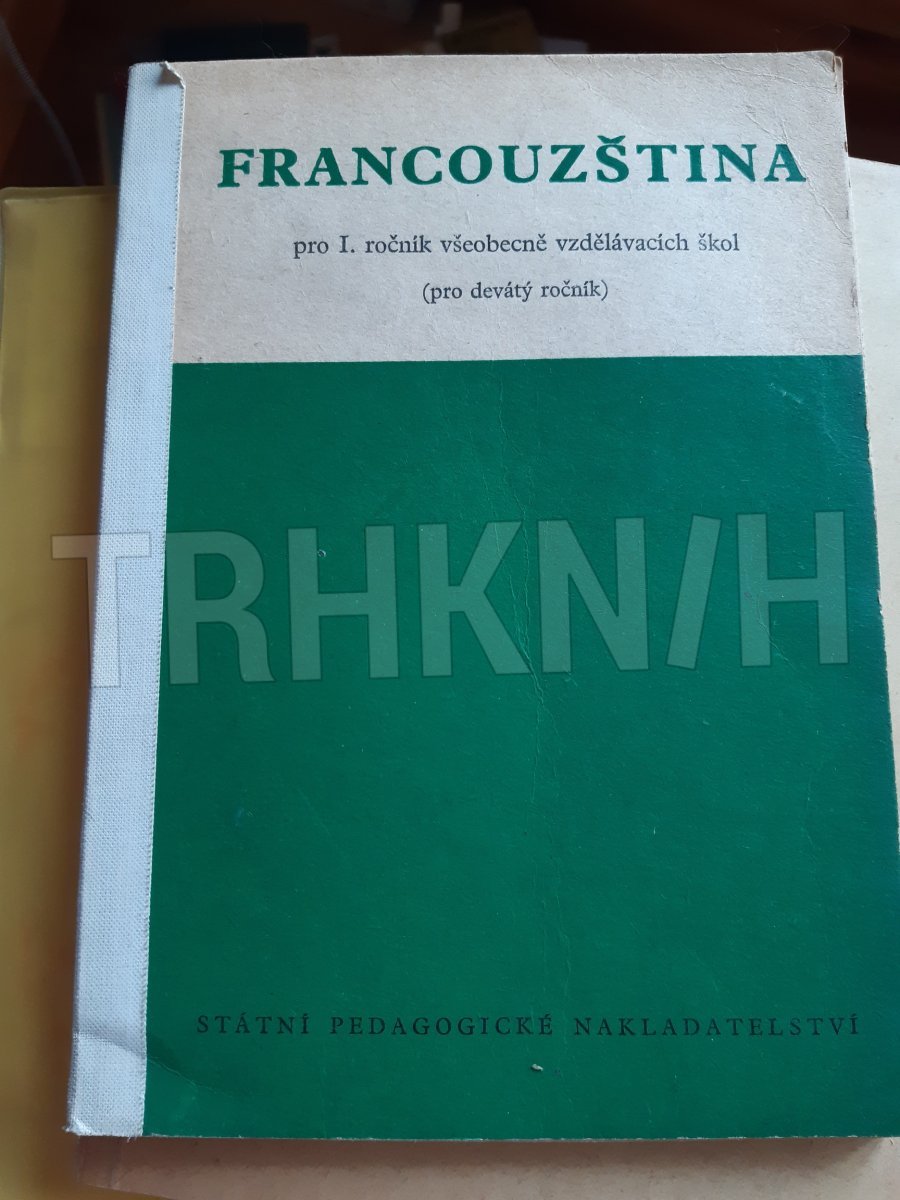 FRANCOUZŠTINA
pro I. ročník všeobecně vzdělávacích škol
(pro devátý ročník)
TRHKNIH
STÁTNÍ PEDAGOGICKÉ NAKLADATELSTVÍ